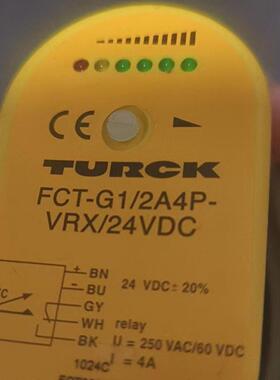 CE
TURCK
FCT-G1/2A4P-
VRX/24VDC
+ BN
- BU 24 VDC ± 20%
GY
WH relay
BK U = 250 VAC/60 VDC
1024C I = 4A